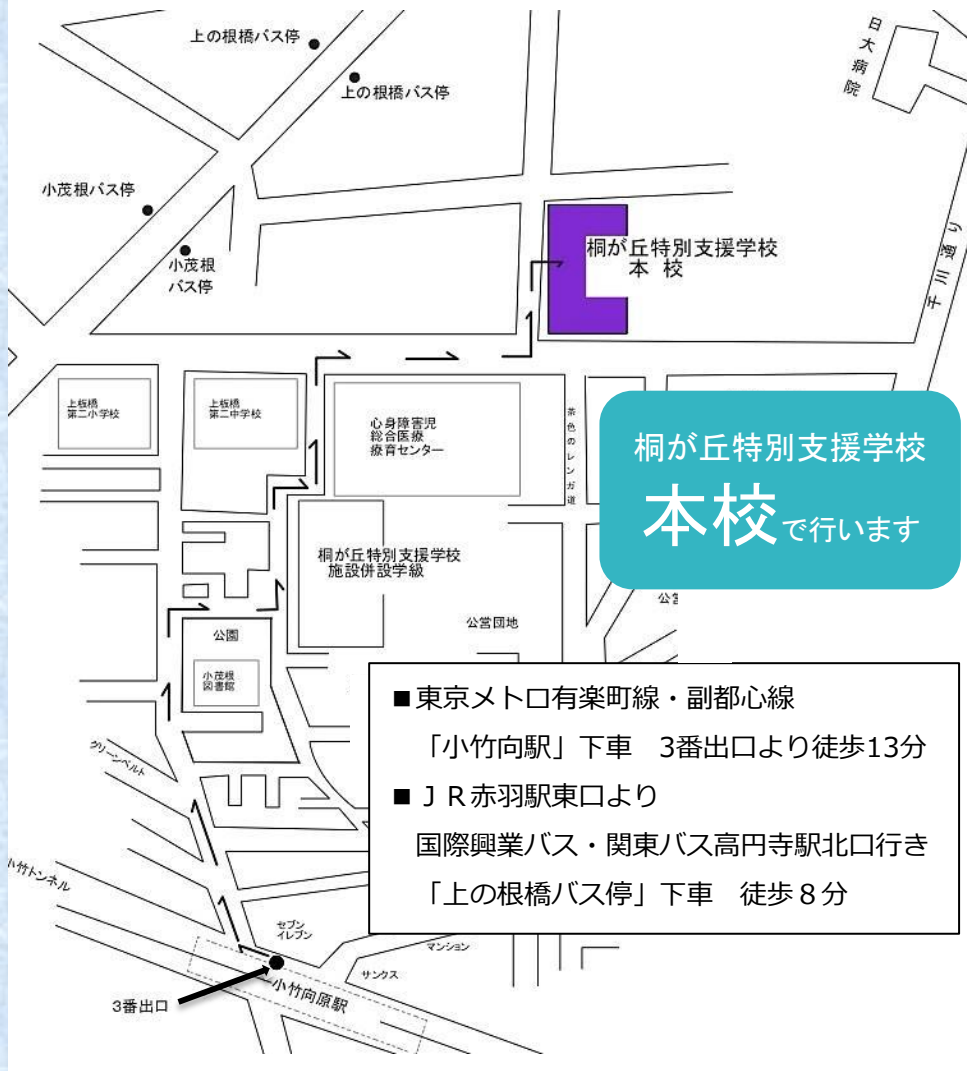 上の根橋バス停
上の根橋バス停
日大病院
小茂根バス停
小茂根
バス停
桐が丘特別支援学校
本 校
千川通り
上板橋
第二小学校
上板橋
第二中学校
心身障害児
総合医療
療育センター
茶色のレンガ道
桐が丘特別支援学校
本校で行います
桐が丘特別支援学校
施設併設学級
公営団地
公園
小茂根
図書館
グリーンベルト
■東京メトロ有楽町線・副都心線
「小竹向駅」下車 3番出口より徒歩13分
■ＪＲ赤羽駅東口より
国際興業バス・関東バス高円寺駅北口行き
「上の根橋バス停」下車 徒歩８分
小竹トンネル
セブン
イレブン
マンション
サンクス
小竹向原駅
3番出口